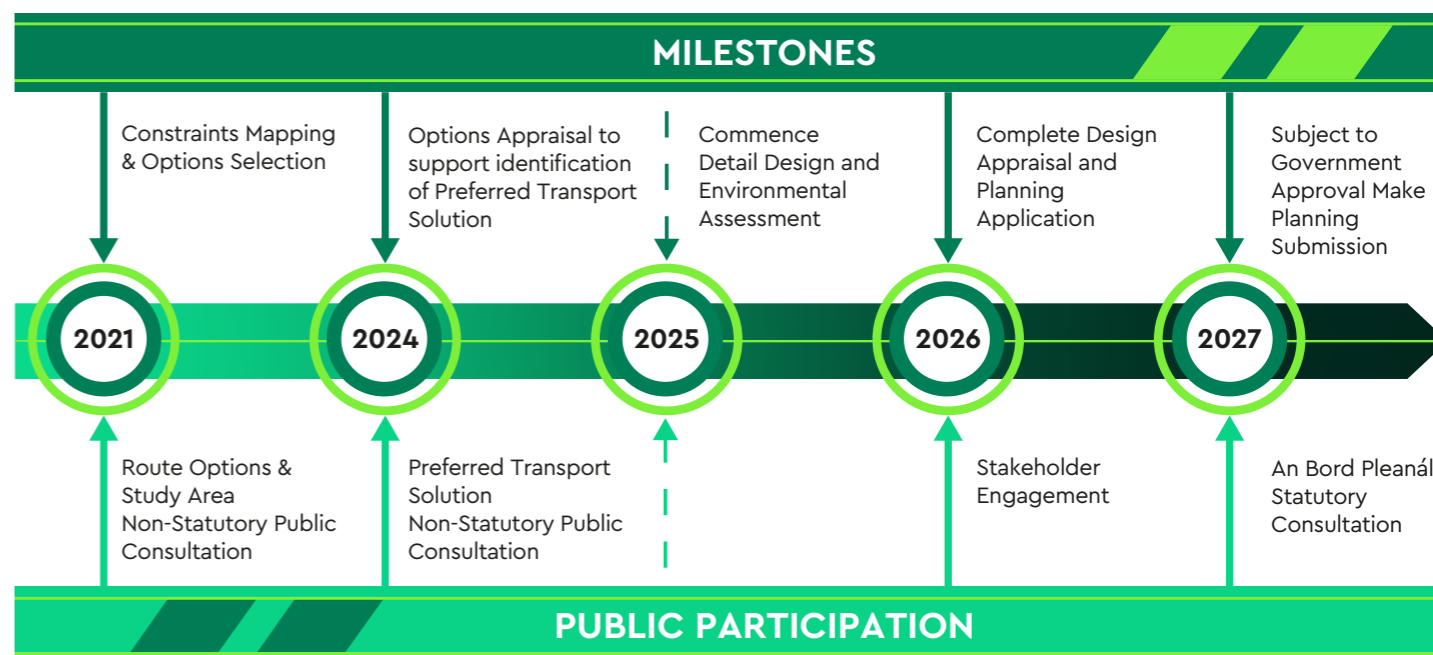 MILESTONES
Constraints Mapping
& Options Selection
Options Appraisal to
support identification
of Preferred Transport
Solution
Commence
Detail Design and
Environmental
Assessment
Complete Design
Appraisal and
Planning
Application
Subject to
Government
Approval Make
Planning
Submission
2021
2024
2025
2026
2027
Route Options &
Study Area
Non-Statutory Public
Consultation
Preferred Transport
Solution
Non-Statutory Public
Consultation
Stakeholder
Engagement
An Bord Pleanál
Statutory
Consultation
PUBLIC PARTICIPATION